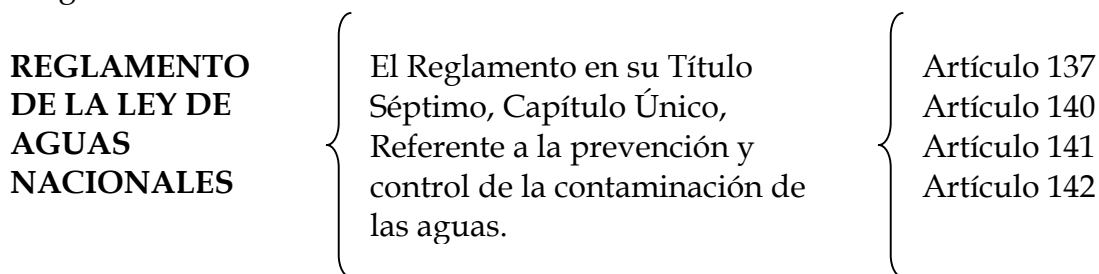 REGLAMENTO
DE LA LEY DE
AGUAS
NACIONALES
El Reglamento en su Título
Séptimo, Capítulo Único,
Referente a la prevención y
control de la contaminación de
las aguas.
Artículo 137
Artículo 140
Artículo 141
Artículo 142